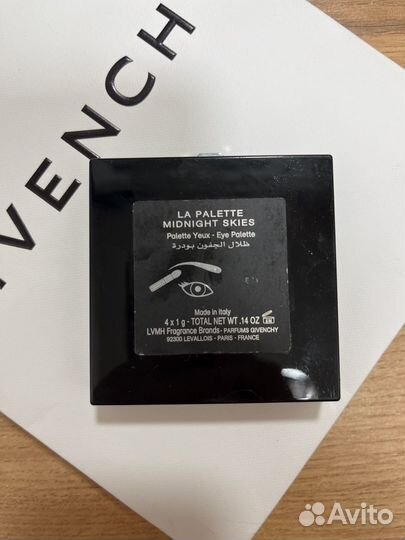 GIVENCH
LA PALETTE
MIDNIGHT SKIES
Palette Yeux - Eye Palette
ظلال الجفون بودرة
Made in Italy
4 x 1 g - TOTAL NET WT .14 OZ
LVMH Fragrance Brands - PARFUMS GIVENCHY
92300 LEVALLOIS - PARIS - FRANCE
Avito